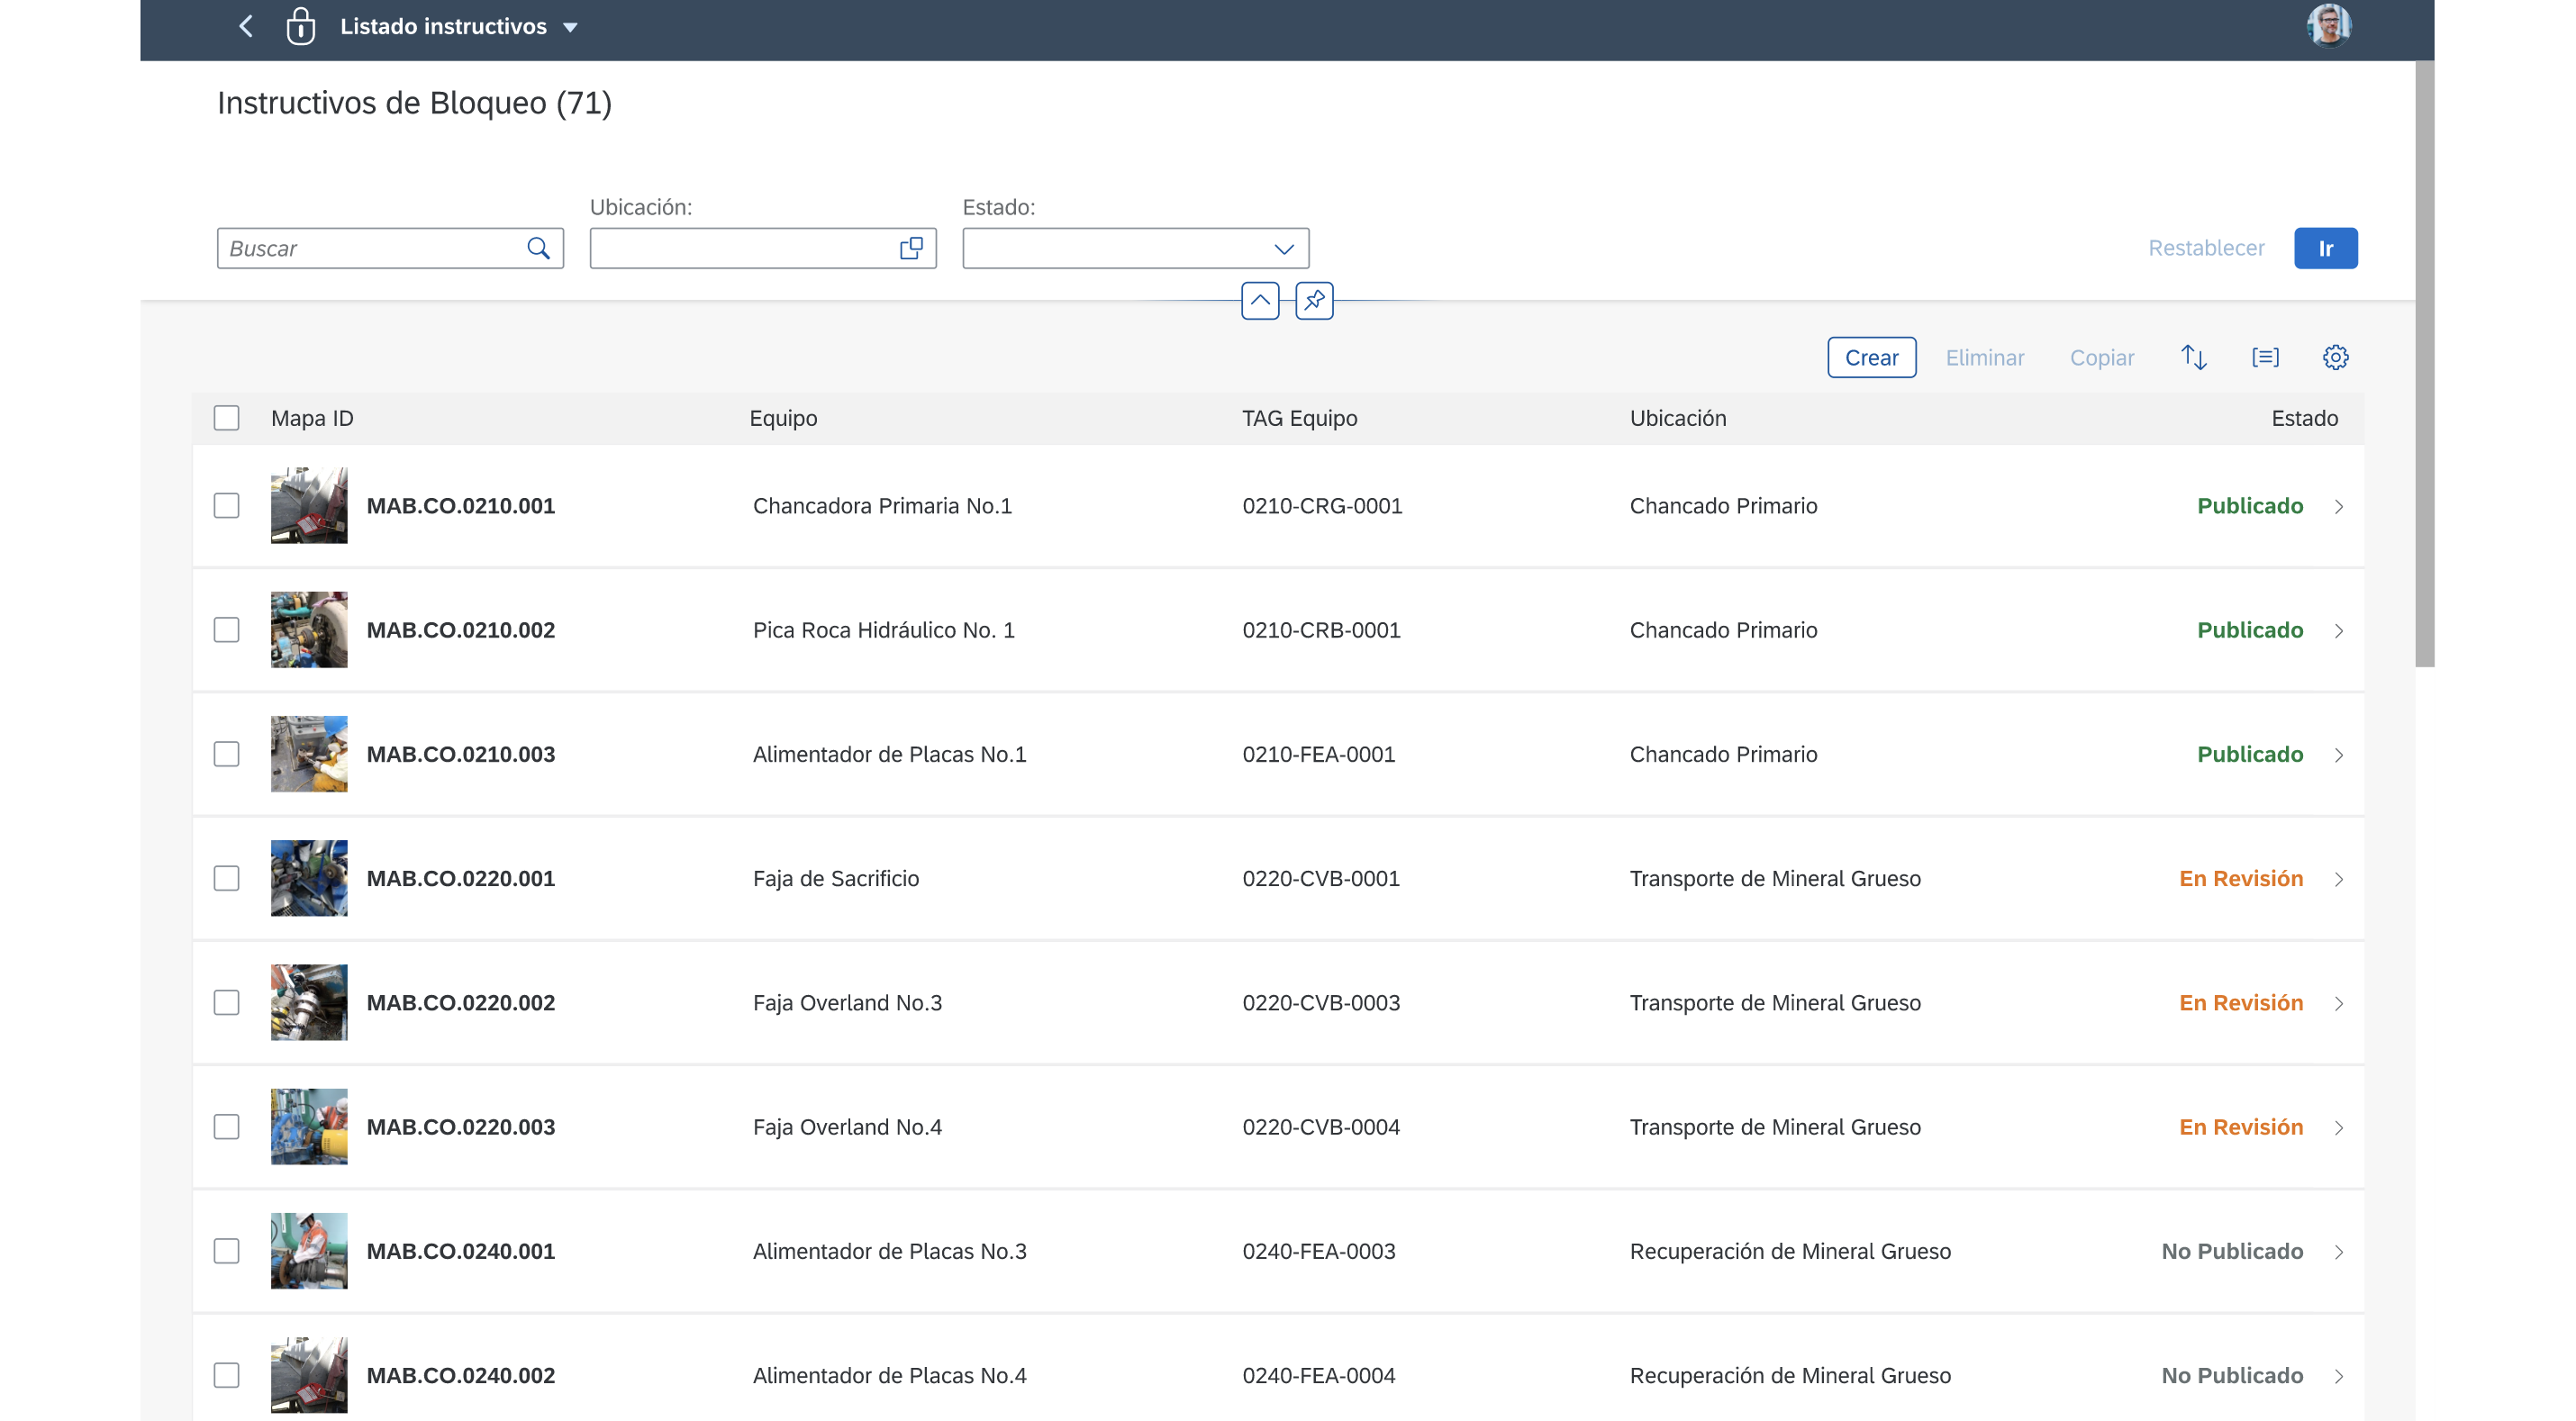 Listado instructivos
Instructivos de Bloqueo (71)
Ubicación: Estado:
Buscar Restablecer Ir
Crear Eliminar Copiar
Mapa ID Equipo TAG Equipo Ubicación Estado
MAB.CO.0210.001 Chancadora Primaria No.1 0210-CRG-0001 Chancado Primario Publicado
MAB.CO.0210.002 Pica Roca Hidráulico No. 1 0210-CRB-0001 Chancado Primario Publicado
MAB.CO.0210.003 Alimentador de Placas No.1 0210-FEA-0001 Chancado Primario Publicado
MAB.CO.0220.001 Faja de Sacrificio 0220-CVB-0001 Transporte de Mineral Grueso En Revisión
MAB.CO.0220.002 Faja Overland No.3 0220-CVB-0003 Transporte de Mineral Grueso En Revisión
MAB.CO.0220.003 Faja Overland No.4 0220-CVB-0004 Transporte de Mineral Grueso En Revisión
MAB.CO.0240.001 Alimentador de Placas No.3 0240-FEA-0003 Recuperación de Mineral Grueso No Publicado
MAB.CO.0240.002 Alimentador de Placas No.4 0240-FEA-0004 Recuperación de Mineral Grueso No Publicado